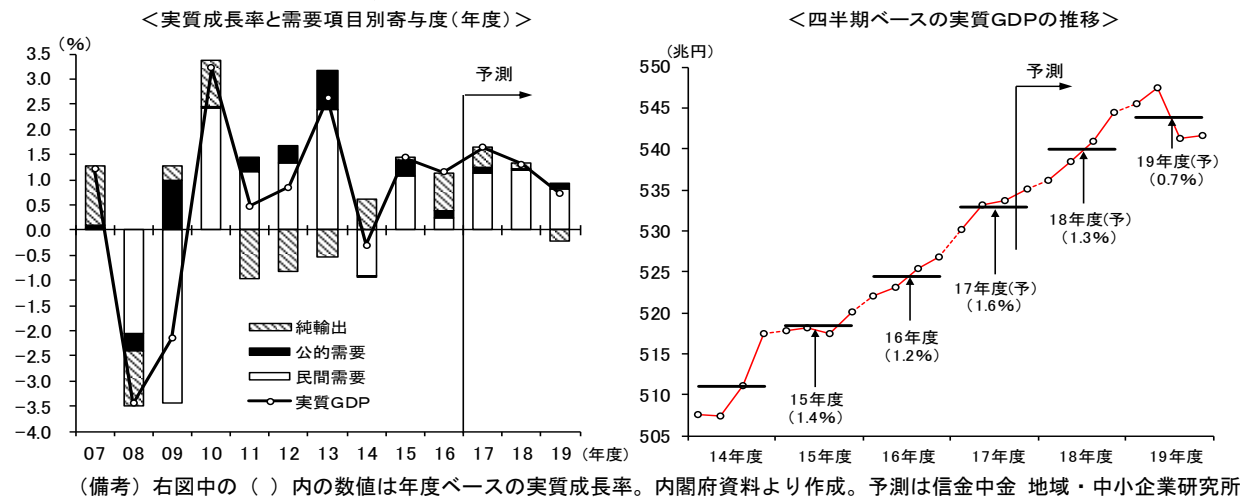 ＜実質成長率と需要項目別寄与度(年度)＞
(%)
3.5
3.0
2.5
2.0
1.5
1.0
0.5
0.0
−0.5
−1.0
−1.5
−2.0
−2.5
−3.0
−3.5
−4.0
予測
純輸出
公的需要
民間需要
実質GDP
07 08 09 10 11 12 13 14 15 16 17 18 19 (年度)
＜四半期ベースの実質GDPの推移＞
(兆円)
550
545
540
535
530
525
520
515
510
505
予測
19年度(予)
(0.7%)
18年度(予)
(1.3%)
17年度(予)
(1.6%)
16年度
(1.2%)
15年度
(1.4%)
14年度 15年度 16年度 17年度 18年度 19年度
(備考) 右図中の ( ) 内の数値は年度ベースの実質成長率。内閣府資料より作成。予測は信金中金 地域・中小企業研究所